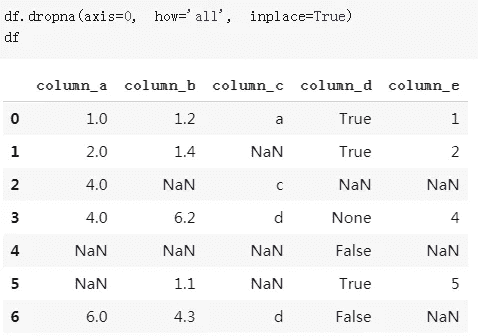 df.dropna(axis=0, how='all', inplace=True)
df
column_a column_b column_c column_d column_e
0 1.0 1.2 a True 1
1 2.0 1.4 NaN True 2
2 4.0 NaN c NaN NaN
3 4.0 6.2 d None 4
4 NaN NaN NaN False NaN
5 NaN 1.1 NaN True 5
6 6.0 4.3 d False NaN